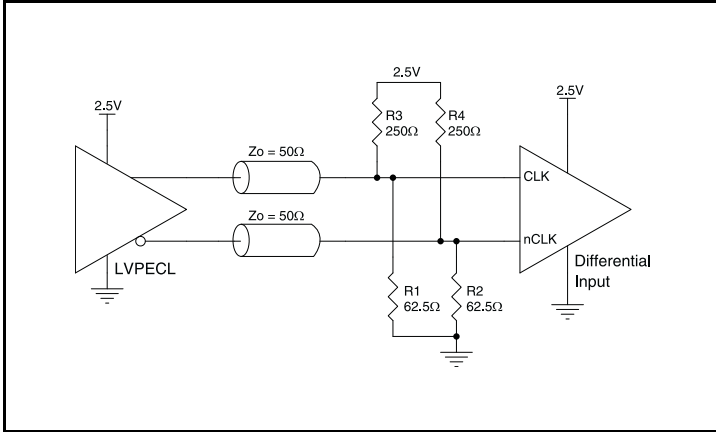 2.5V
2.5V
2.5V
R3
250Ω
R4
250Ω
Zo = 50Ω
CLK
Zo = 50Ω
nCLK
LVPECL
Differential
Input
R1
62.5Ω
R2
62.5Ω